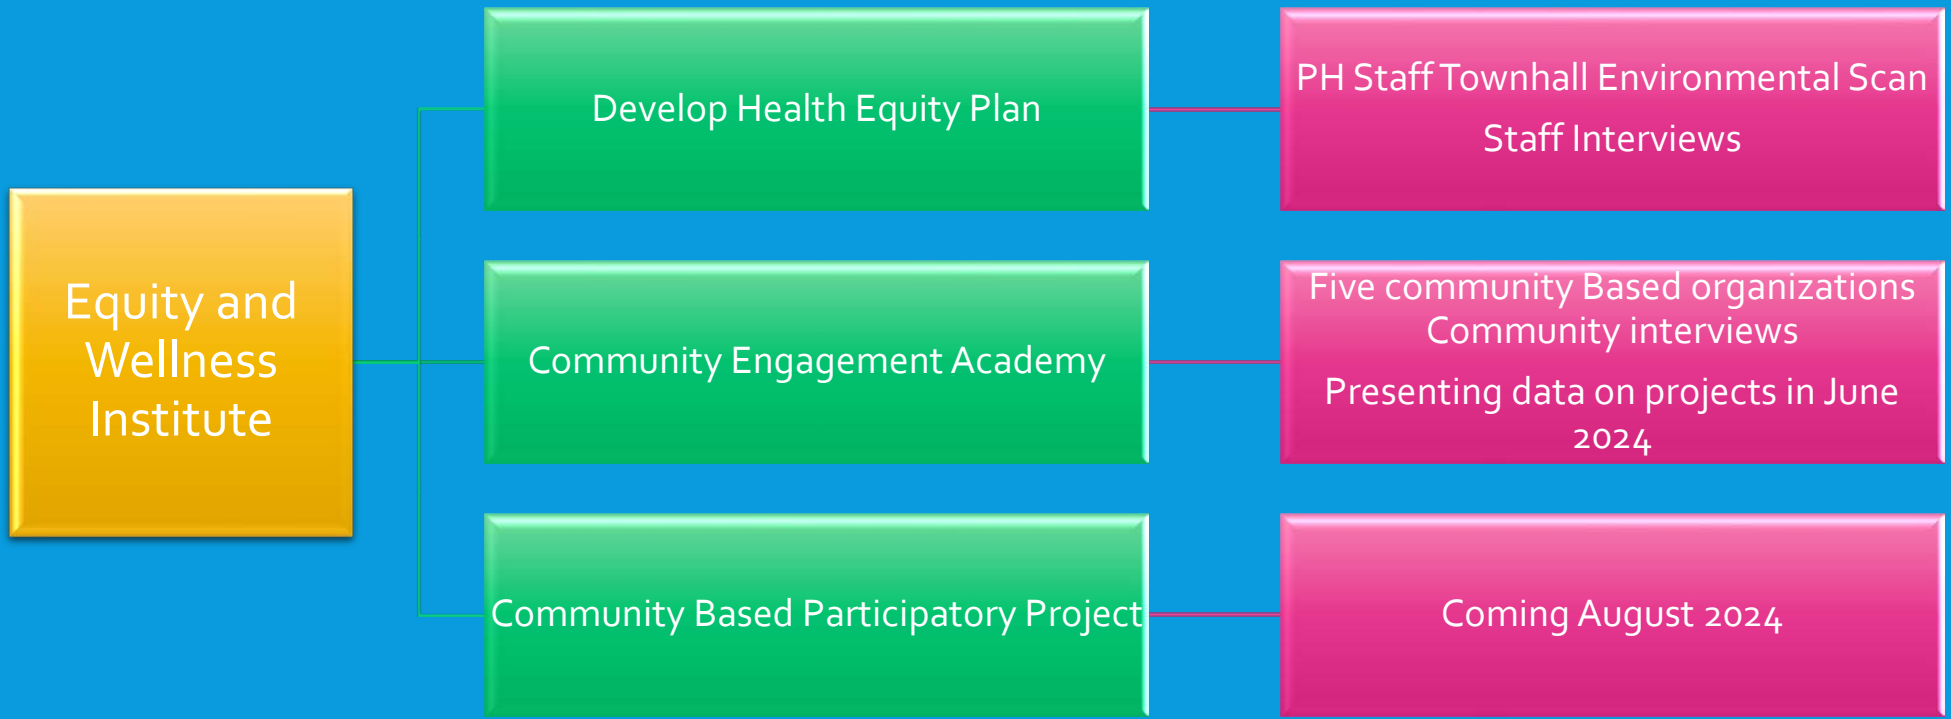 Equity and
Wellness
Institute
Develop Health Equity Plan
PH Staff Townhall Environmental Scan
Staff Interviews
Community Engagement Academy
Five community Based organizations
Community interviews
Presenting data on projects in June
2024
Community Based Participatory Project
Coming August 2024